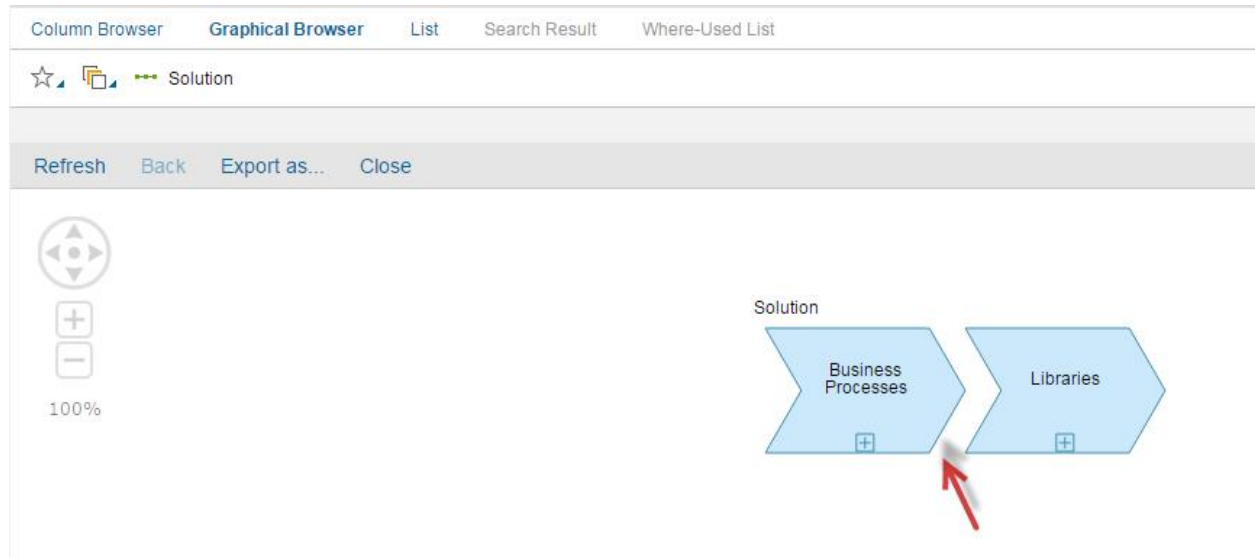 Column Browser Graphical Browser List Search Result Where-Used List
Solution
Refresh Back Export as... Close
Solution
Business
Processes
Libraries
100%